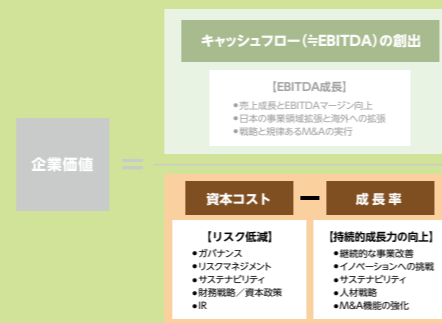 キャッシュフロー(≒EBITDA)の創出
【EBITDA成長】
●売上成長とEBITDAマージン向上
●日本の事業領域拡張と海外への拡張
●戦略と規律あるM&Aの実行
企業価値
=
資本コスト
ー
成長率
【リスク低減】
●ガバナンス
●リスクマネジメント
●サステナビリティ
●財務戦略／資本政策
●IR
【持続的成長力の向上】
●継続的な事業改善
●イノベーションへの挑戦
●サステナビリティ
●人材戦略
●M&A機能の強化